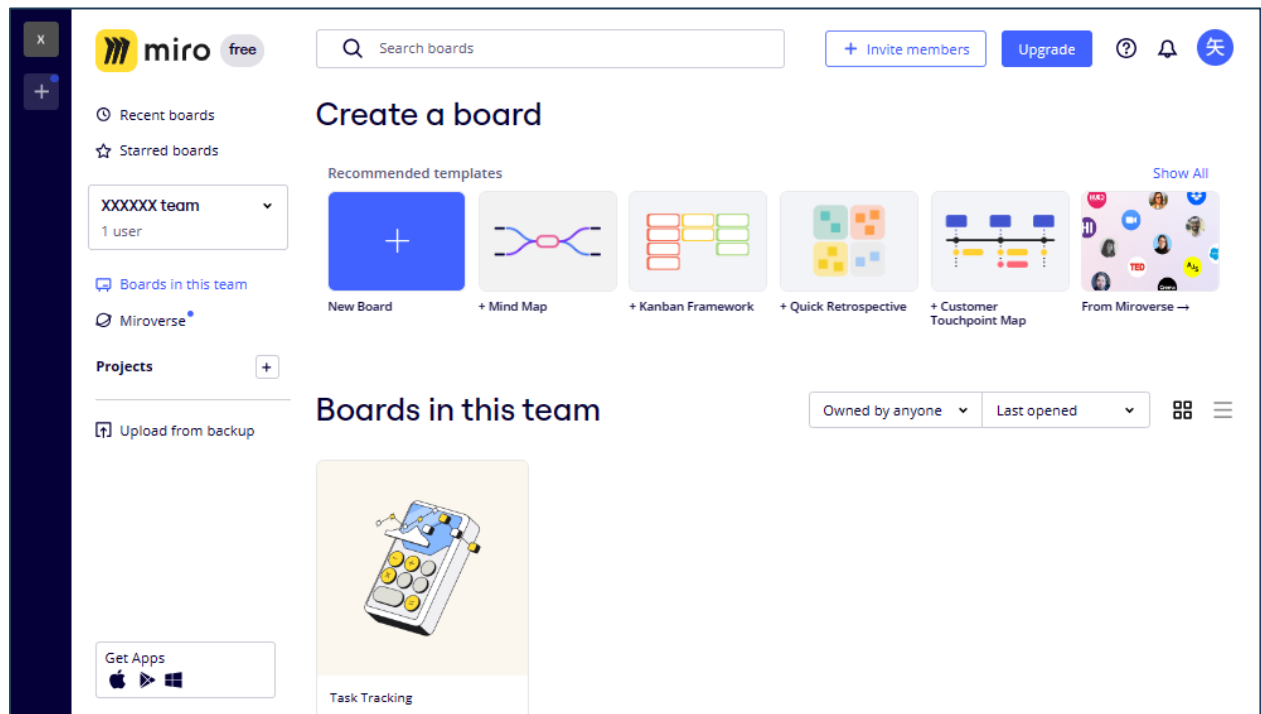 x
miro free
Search boards
+ Invite members
Upgrade
矢
Recent boards
Starred boards
XXXXXX team
1 user
Boards in this team
Miroverse
Projects
+
Upload from backup
Get Apps
Create a board
Recommended templates
Show All
New Board
+ Mind Map
+ Kanban Framework
+ Quick Retrospective
+ Customer
Touchpoint Map
TED
From Miroverse →
Boards in this team
Owned by anyone
Last opened
Task Tracking